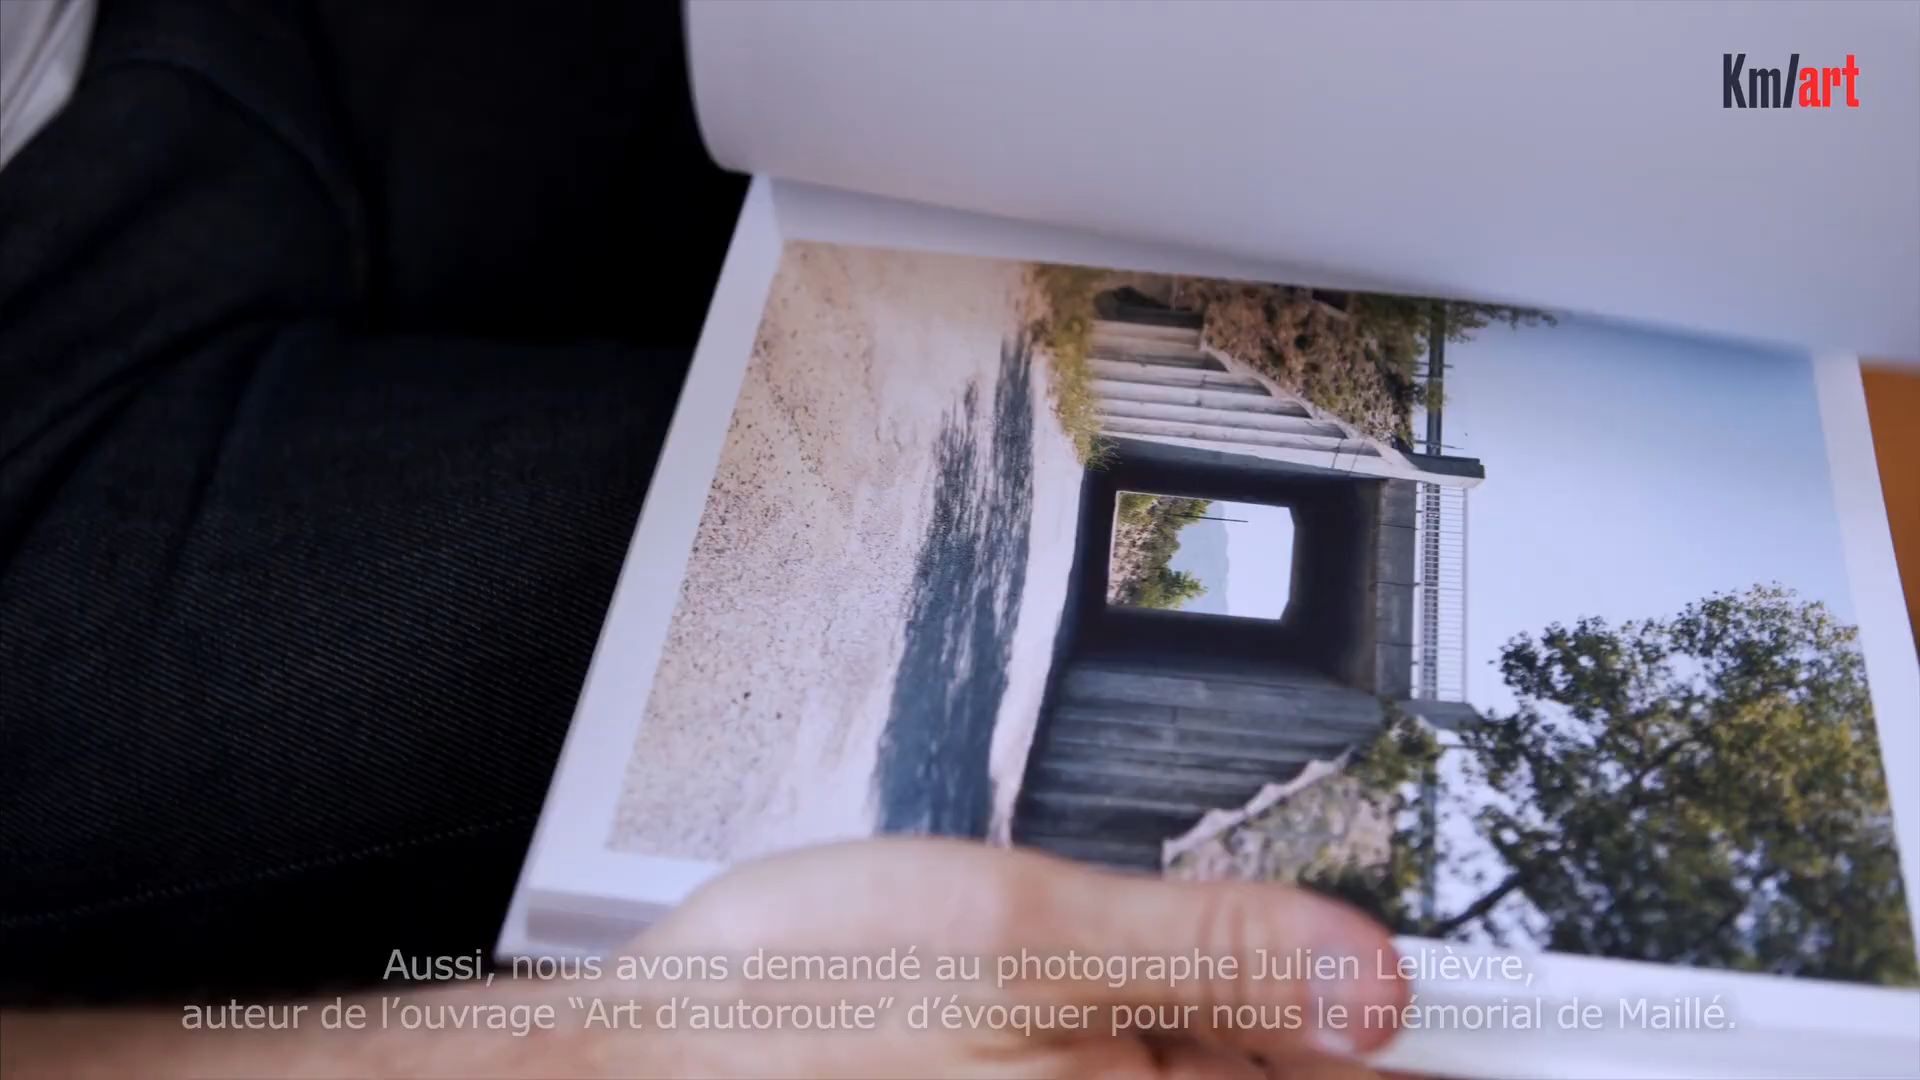 Km/art
Aussi, nous avons demandé au photographe Julien Lelièvre,
auteur de l’ouvrage “Art d’autoroute” d’évoquer pour nous le mémorial de Maillé.